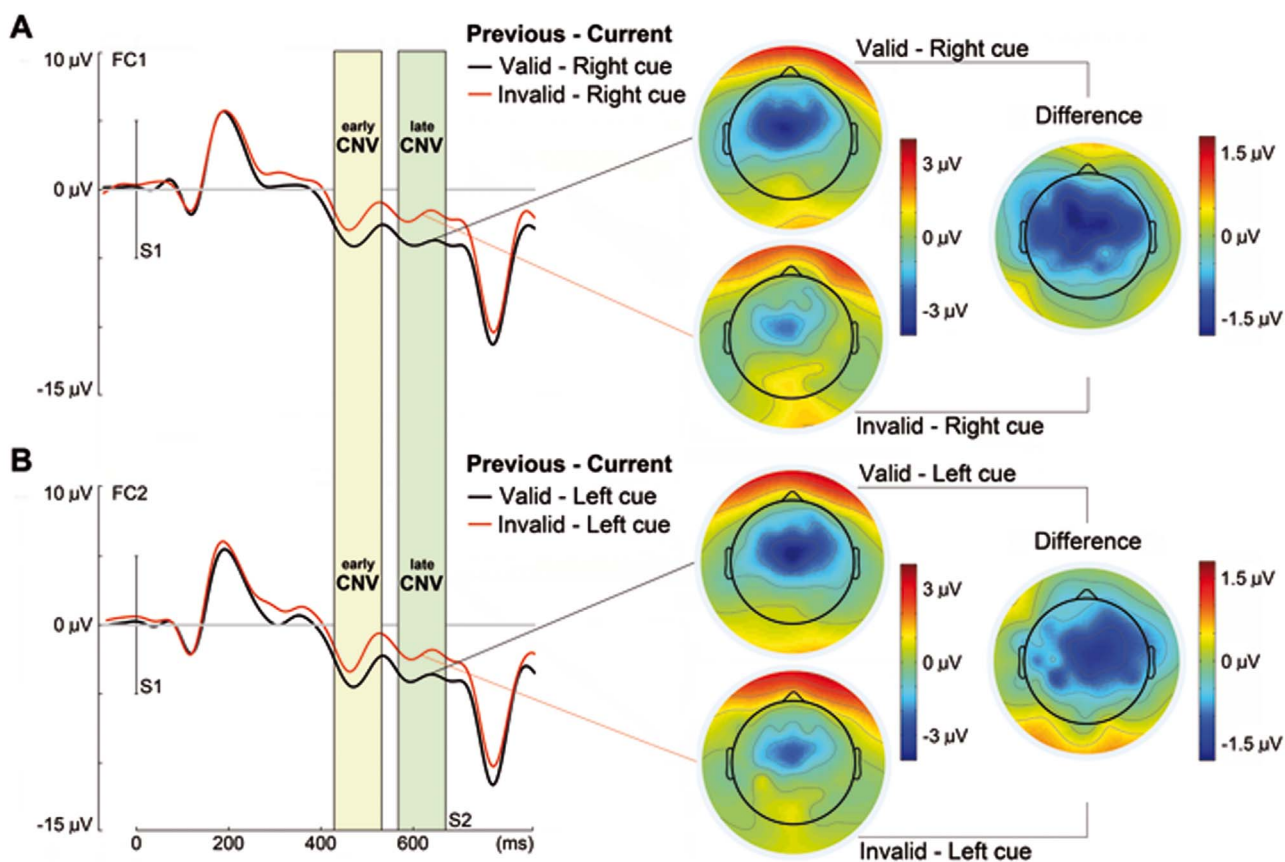 A
10 µV
FC1
0 µV
S1
-15 µV
early
CNV
late
CNV
Previous - Current
Valid - Right cue
Invalid - Right cue
Valid - Right cue
Invalid - Right cue
3 µV
0 µV
-3 µV
Difference
1.5 µV
0 µV
-1.5 µV
B
10 µV
FC2
0 µV
S1
-15 µV
early
CNV
late
CNV
S2
0
200
400
600
(ms)
Previous - Current
Valid - Left cue
Invalid - Left cue
Valid - Left cue
Invalid - Left cue
3 µV
0 µV
-3 µV
Difference
1.5 µV
0 µV
-1.5 µV